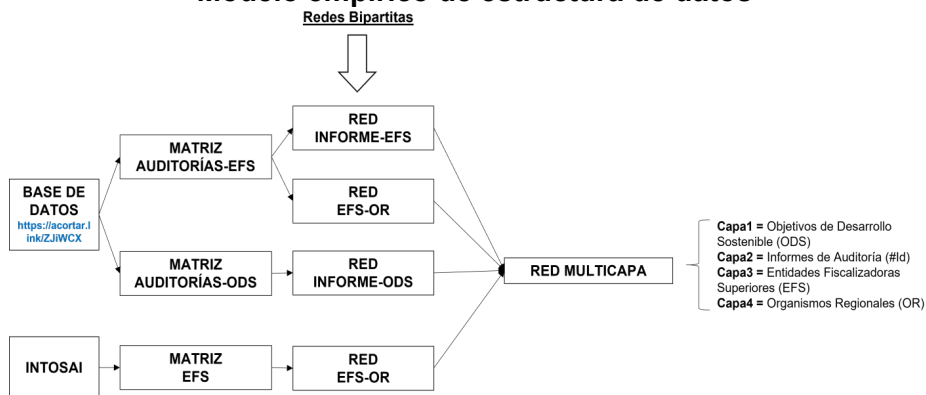 Modelo empírico de estructura de datos
Redes Bipartitas
RED
INFORME-EFS
MATRIZ
AUDITORÍAS-EFS
BASE DE
DATOS
https://acortar.l
ink/ZJiWCX
RED
EFS-OR
MATRIZ
AUDITORÍAS-ODS
RED
INFORME-ODS
RED MULTICAPA
Capa1 = Objetivos de Desarrollo
Sostenible (ODS)
Capa2 = Informes de Auditoría (#Id)
Capa3 = Entidades Fiscalizadoras
Superiores (EFS)
Capa4 = Organismos Regionales (OR)
INTOSAI
MATRIZ
EFS
RED
EFS-OR